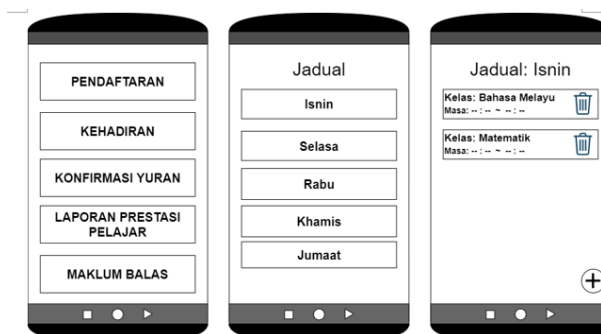 PENDAFTARAN
KEHADIRAN
KONFIRMASI YURAN
LAPORAN PRESTASI
PELAJAR
MAKLUM BALAS
Jadual
Isnin
Selasa
Rabu
Khamis
Jumaat
Jadual: Isnin
Kelas: Bahasa Melayu
Masa: -- : -- ~ -- : --
Kelas: Matematik
Masa: -- : -- ~ -- : --